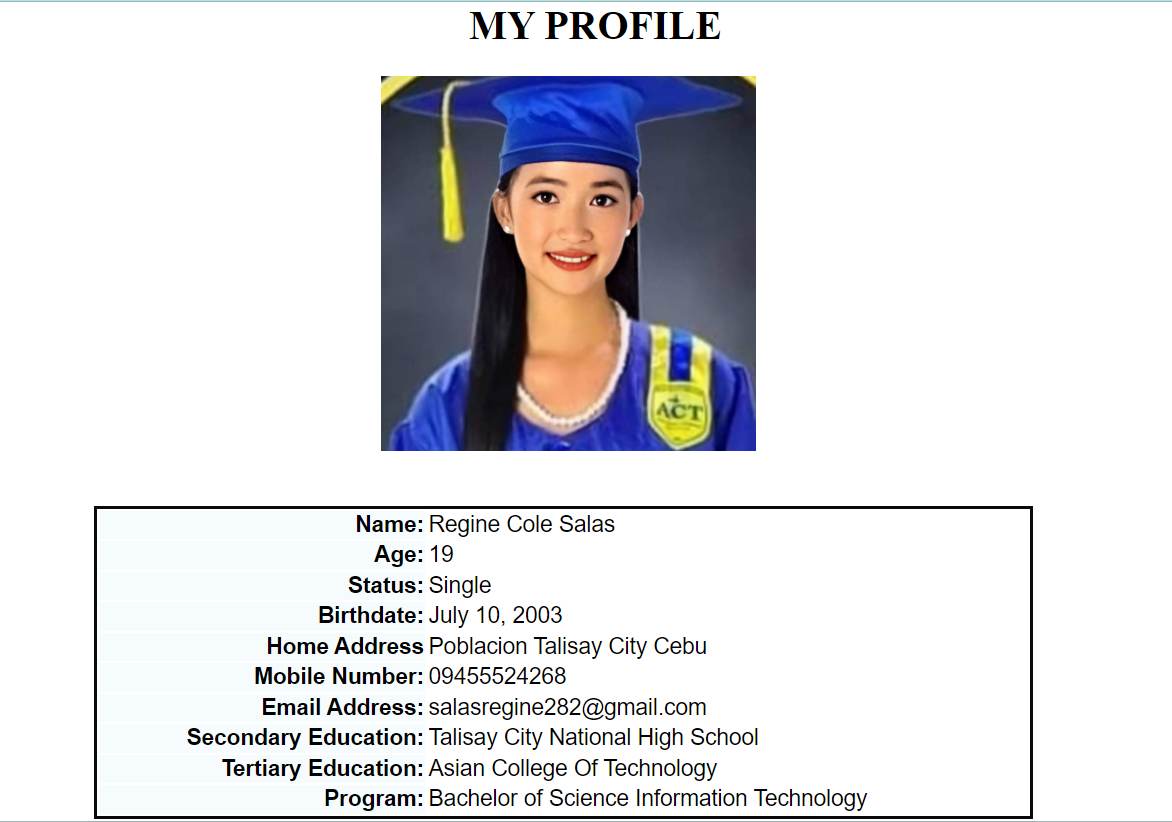 MY PROFILE
ACT
Name: Regine Cole Salas
Age: 19
Status: Single
Birthdate: July 10, 2003
Home Address Poblacion Talisay City Cebu
Mobile Number: 09455524268
Email Address: salasregine282@gmail.com
Secondary Education: Talisay City National High School
Tertiary Education: Asian College Of Technology
Program: Bachelor of Science Information Technology